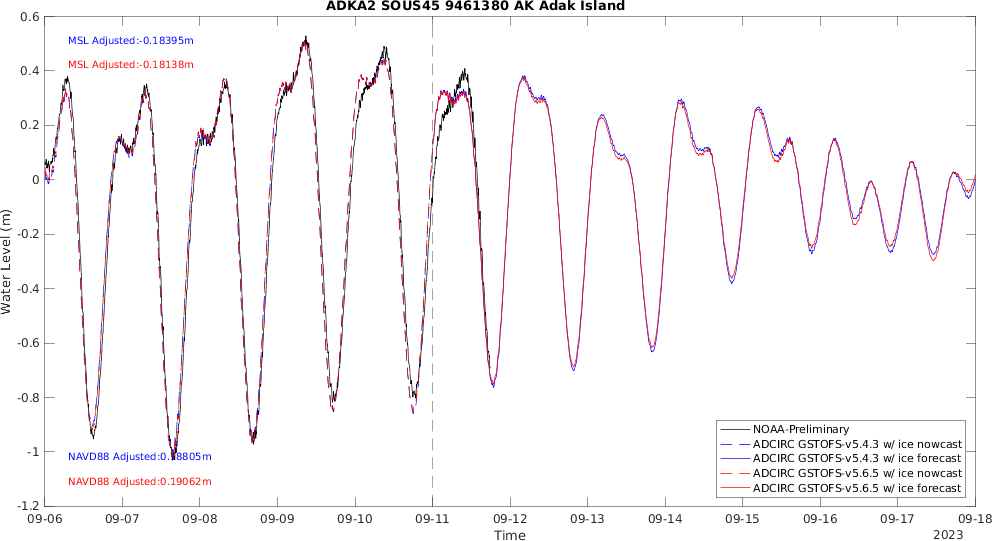 ADKA2 SOUS45 9461380 AK Adak Island
MSL Adjusted:-0.18395m
MSL Adjusted:-0.18138m
NAVD88 Adjusted:0.18805m
NAVD88 Adjusted:0.19062m
Water Level (m)
0.6
0.4
0.2
0
-0.2
-0.4
-0.6
-0.8
-1
-1.2
NOAA-Preliminary
ADCIRC GSTOFS-v5.4.3 w/ ice nowcast
ADCIRC GSTOFS-v5.4.3 w/ ice forecast
ADCIRC GSTOFS-v5.6.5 w/ ice nowcast
ADCIRC GSTOFS-v5.6.5 w/ ice forecast
09-06 09-07 09-08 09-09 09-10 09-11 09-12 09-13 09-14 09-15 09-16 09-17 09-18
Time
2023